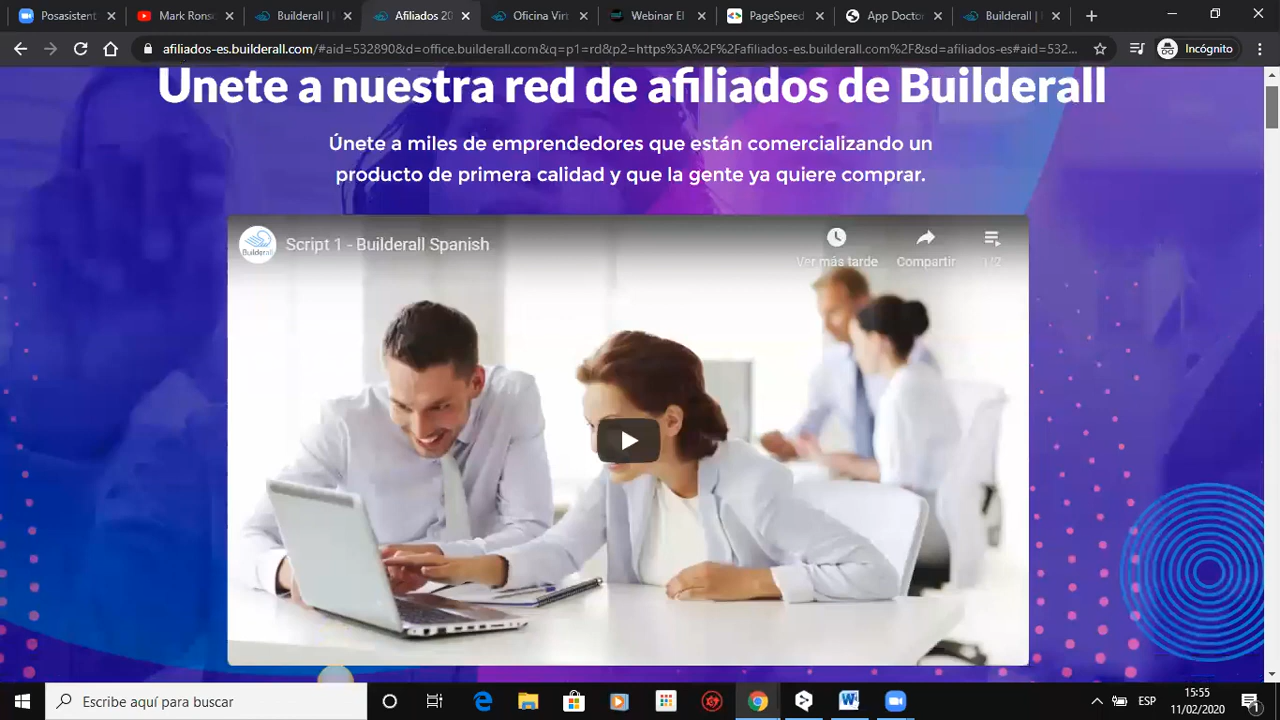 Posasistent
Mark Ronso
Builderall |
Afiliados 20
Oficina Virt
Webinar El
PageSpeed
App Doctor
Builderall |
afiliados-es.builderall.com/#aid=532890&d=office.builderall.com&q=p1=rd&p2=https%3A%2F%2Fafiliados-es.builderall.com%2F&sd=afiliados-es#aid=532...
Incógnito
Únete a nuestra red de afiliados de Builderall
Únete a miles de emprendedores que están comercializando un
producto de primera calidad y que la gente ya quiere comprar.
Builderall
Script 1 - Builderall Spanish
Ver más tarde
Compartir
1/2
Escribe aquí para buscar
ESP
15:55
11/02/2020
1